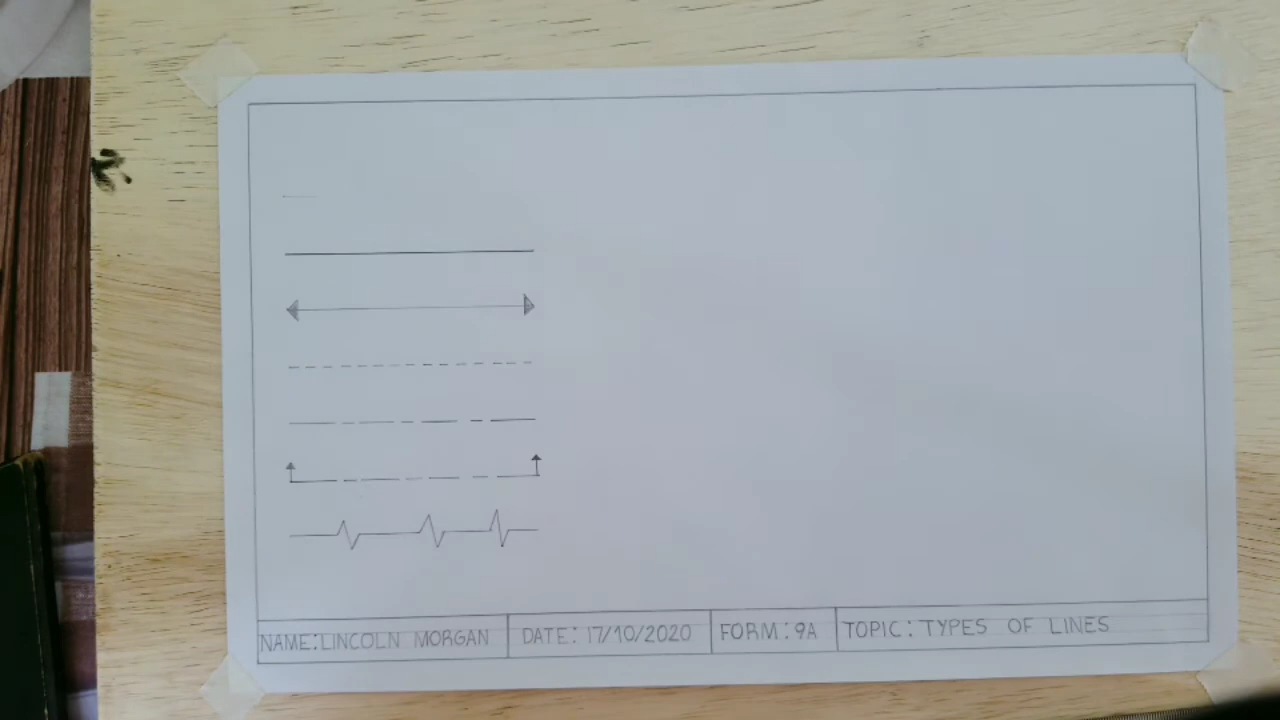 NAME: LINCOLN MORGAN DATE: 17/10/2020 FORM: 9A TOPIC: TYPES OF LINES